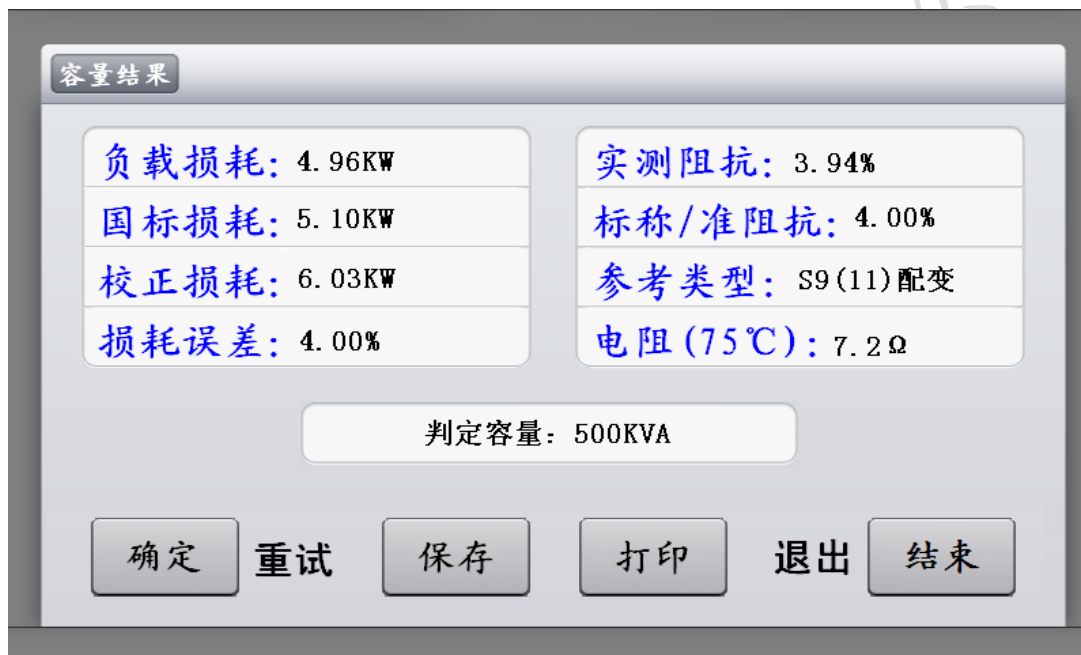 容量结果
负载损耗: 4.96KW
实测阻抗: 3.94%
国标损耗: 5.10KW
标称/准阻抗: 4.00%
校正损耗: 6.03KW
参考类型: S9(11)配变
损耗误差: 4.00%
电阻(75℃): 7.2Ω
判定容量: 500KVA
确定 重试 保存 打印 退出 结束